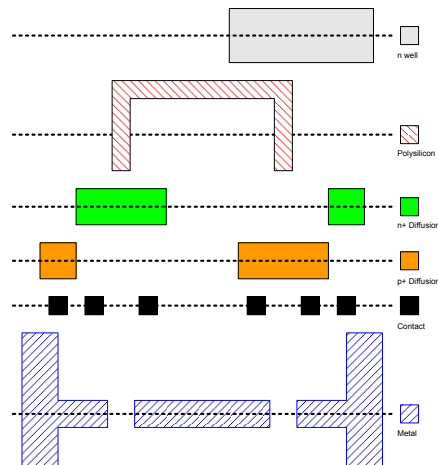 n well
Polysilicon
n+ Diffusion
p+ Diffusion
Contact
Metal